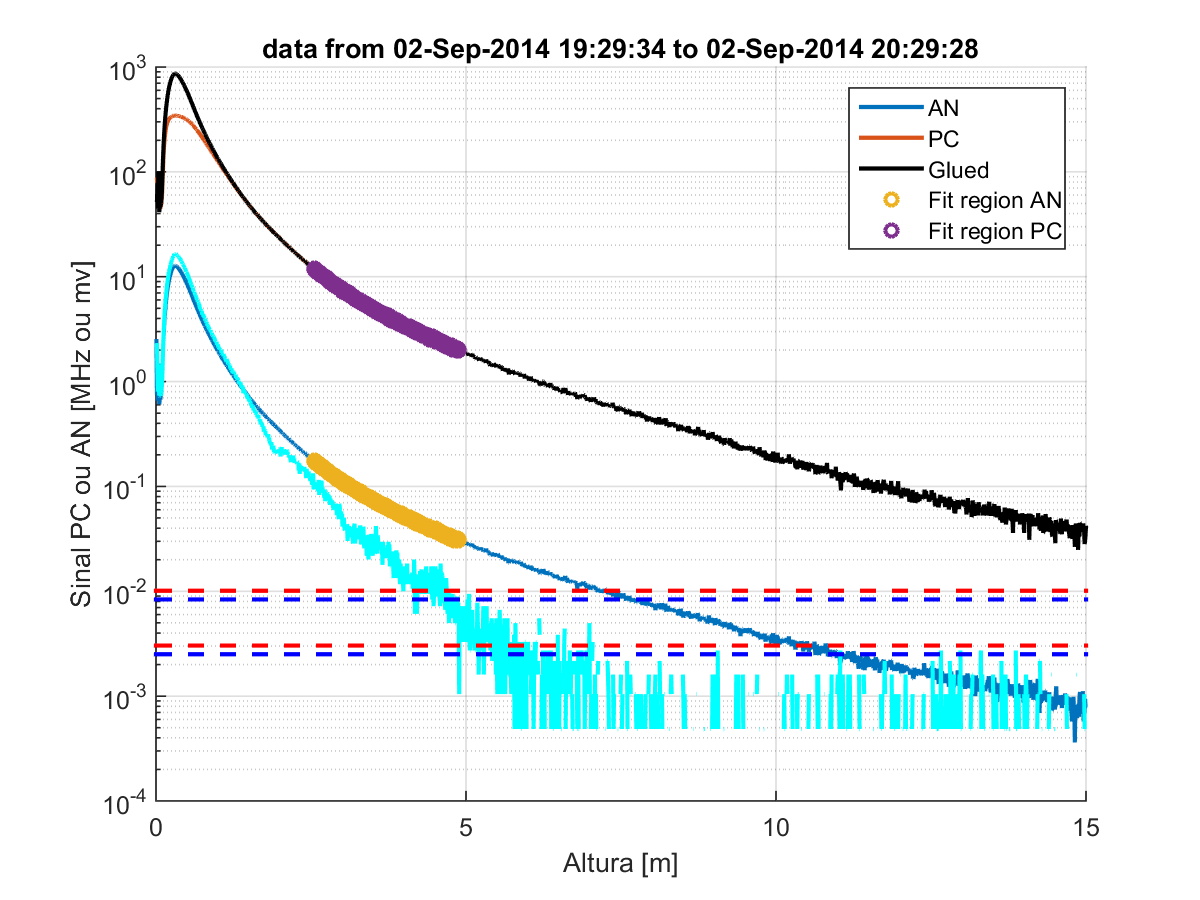 data from 02-Sep-2014 19:29:34 to 02-Sep-2014 20:29:28
Sinal PC ou AN [MHz ou mv]
10^3
10^2
10^1
10^0
10^-1
10^-2
10^-3
10^-4
AN
PC
Glued
Fit region AN
Fit region PC
0 5 10 15
Altura [m]